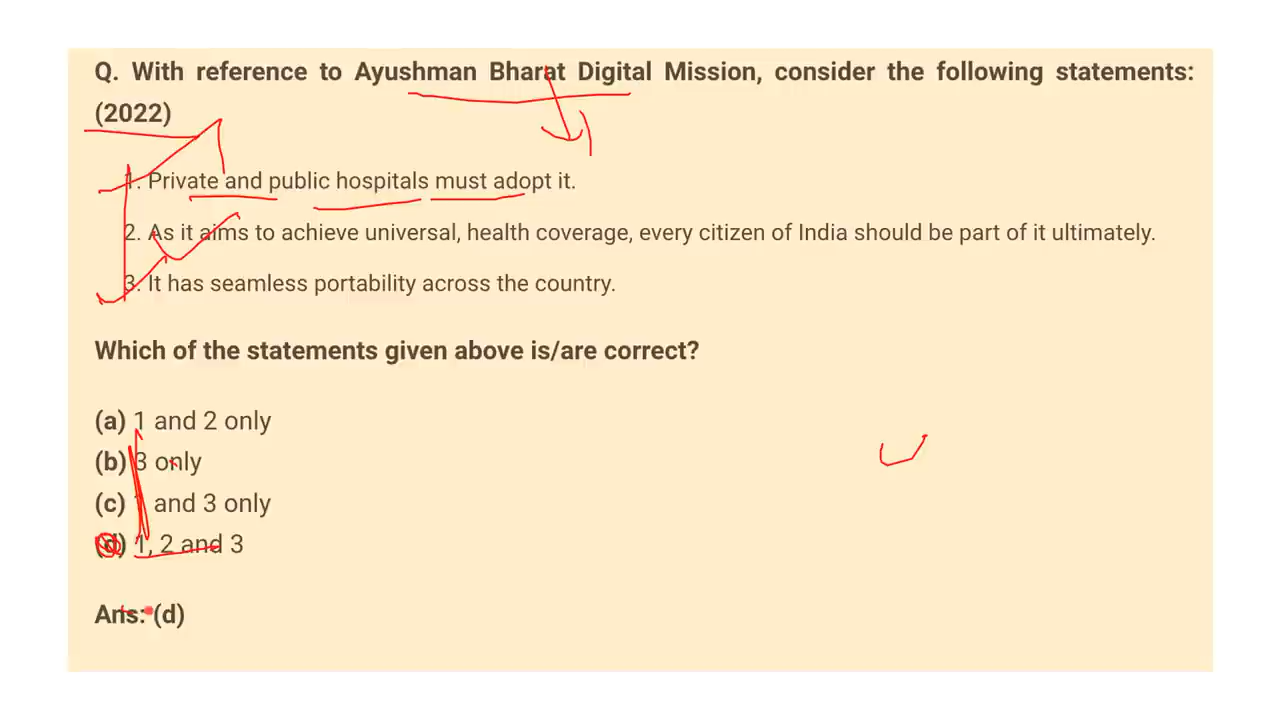 Q. With reference to Ayushman Bharat Digital Mission, consider the following statements:
(2022)
1. Private and public hospitals must adopt it.
2. As it aims to achieve universal, health coverage, every citizen of India should be part of it ultimately.
3. It has seamless portability across the country.
Which of the statements given above is/are correct?
(a) 1 and 2 only
(b) 3 only
(c) 1 and 3 only
(d) 1, 2 and 3
Ans: (d)